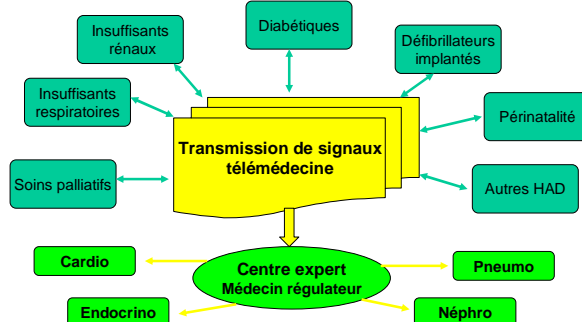 Insuffisants
rénaux
Diabétiques
Défibrillateurs
implantés
Insuffisants
respiratoires
Périnatalité
Transmission de signaux
télémédecine
Soins palliatifs
Autres HAD
Cardio
Centre expert
Médecin régulateur
Pneumo
Endocrino
Néphro